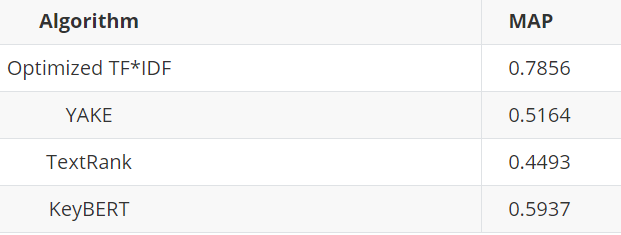 Algorithm MAP
Optimized TF*IDF 0.7856
YAKE 0.5164
TextRank 0.4493
KeyBERT 0.5937